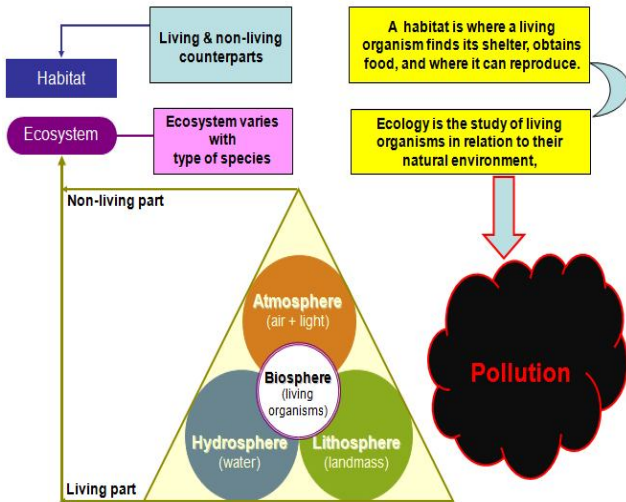 Living & non-living
counterparts
Habitat
A habitat is where a living
organism finds its shelter, obtains
food, and where it can reproduce.
Ecosystem
Ecosystem varies
with
type of species
Ecology is the study of living
organisms in relation to their
natural environment,
Non-living part
Atmosphere
(air + light)
Biosphere
(living
organisms)
Pollution
Hydrosphere
(water)
Lithosphere
(landmass)
Living part